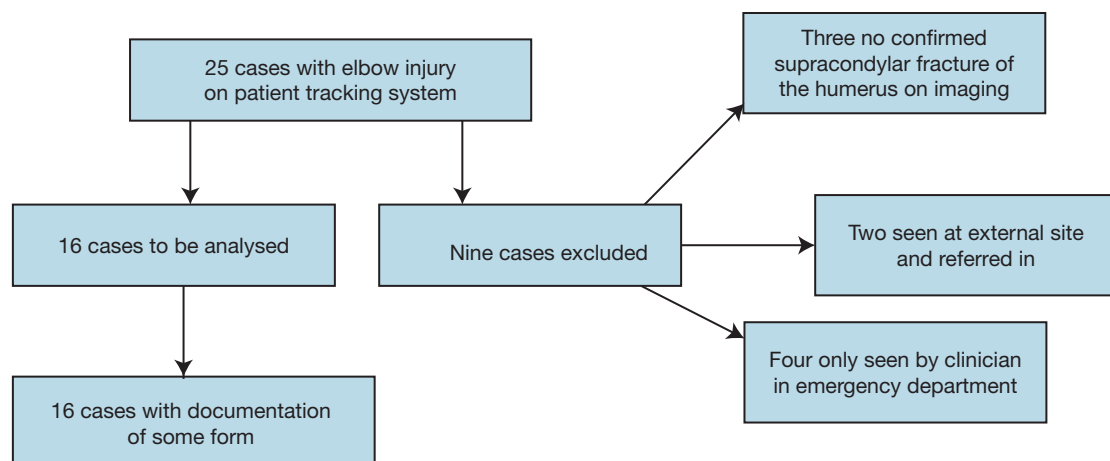 25 cases with elbow injury
on patient tracking system
Three no confirmed
supracondylar fracture of
the humerus on imaging
16 cases to be analysed
Nine cases excluded
Two seen at external site
and referred in
Four only seen by clinician
in emergency department
16 cases with documentation
of some form